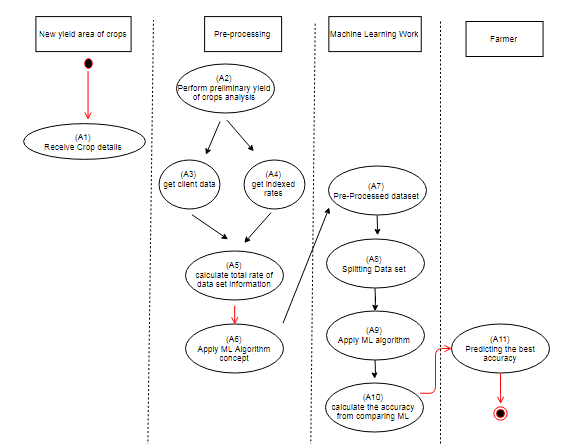 New yield area of crops
Pre-processing
Machine Learning Work
Farmer
(A1)
Receive Crop details
(A2)
Perform preliminary yield
of crops analysis
(A3)
get client data
(A4)
get indexed
rates
(A5)
calculate total rate of
data set information
(A6)
Apply ML Algorithm
concept
(A7)
Pre-Processed dataset
(A8)
Splitting Data set
(A9)
Apply ML algorithm
(A10)
calculate the accuracy
from comparing ML
(A11)
Predicting the best
accuracy